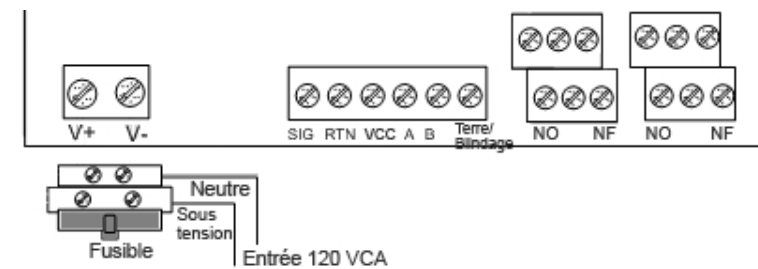 V+ V-
SIG RTN VCC A B Terre/
Blindage
NO NF NO NF
Neutre
Sous
tension
Fusible
Entrée 120 VCA